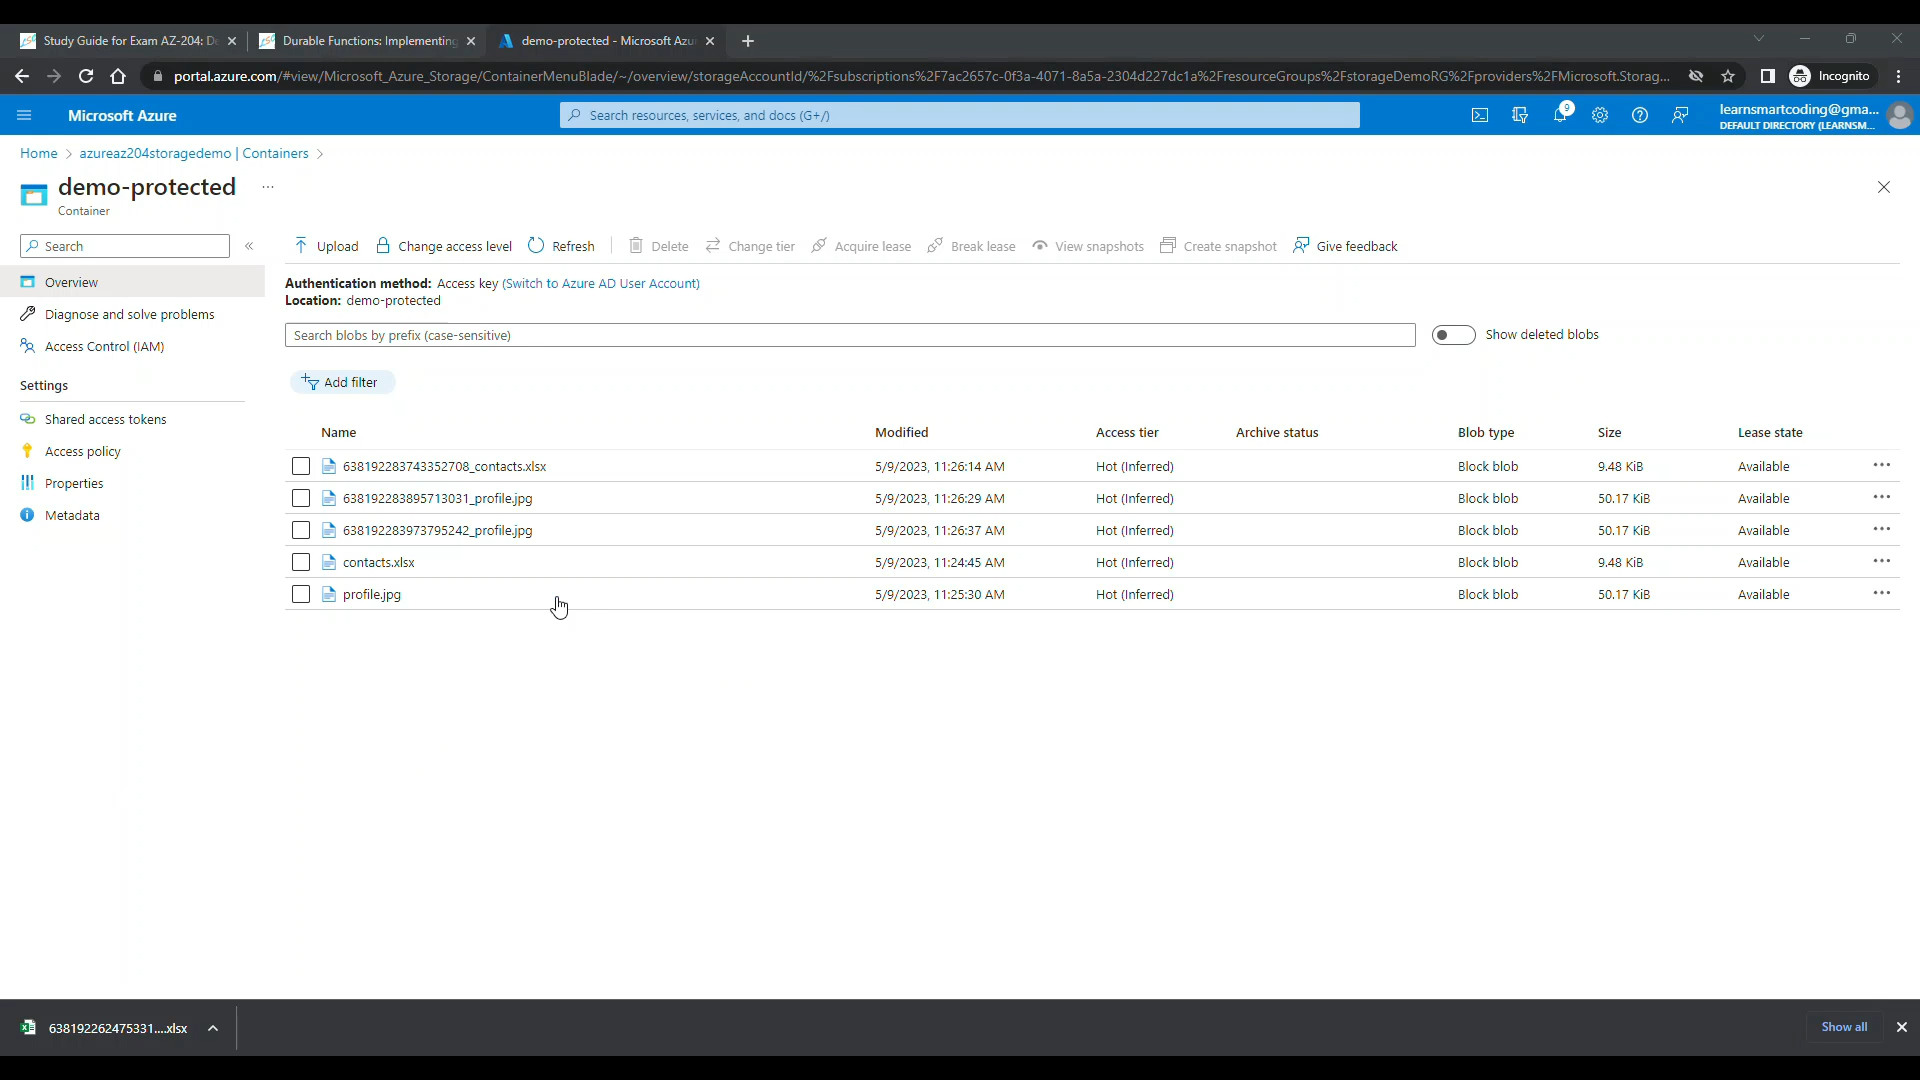 Study Guide for Exam AZ-204: De
Durable Functions: Implementing
demo-protected - Microsoft Azu
portal.azure.com/#view/Microsoft_Azure_Storage/ContainerMenuBlade/~/overview/storageAccountId/%2Fsubscriptions%2F7ac2657c-0f3a-4071-8a5a-2304d227dc1a%2FresourceGroups%2FstorageDemoRG%2Fproviders%2FMicrosoft.Storag...
Incognito
Microsoft Azure
Search resources, services, and docs (G+/)
9
learnsmartcoding@gma...
DEFAULT DIRECTORY (LEARNSM...
Home > azureaz204storagedemo | Containers >
demo-protected ...
Container
Search
«
Overview
Diagnose and solve problems
Access Control (IAM)
Settings
Shared access tokens
Access policy
Properties
Metadata
Upload Change access level Refresh Delete Change tier Acquire lease Break lease View snapshots Create snapshot Give feedback
Authentication method: Access key (Switch to Azure AD User Account)
Location: demo-protected
Search blobs by prefix (case-sensitive)
Show deleted blobs
Add filter
Name Modified Access tier Archive status Blob type Size Lease state
638192283743352708_contacts.xlsx 5/9/2023, 11:26:14 AM Hot (Inferred) Block blob 9.48 KiB Available ...
638192283895713031_profile.jpg 5/9/2023, 11:26:29 AM Hot (Inferred) Block blob 50.17 KiB Available ...
638192283973795242_profile.jpg 5/9/2023, 11:26:37 AM Hot (Inferred) Block blob 50.17 KiB Available ...
contacts.xlsx 5/9/2023, 11:24:45 AM Hot (Inferred) Block blob 9.48 KiB Available ...
profile.jpg 5/9/2023, 11:25:30 AM Hot (Inferred) Block blob 50.17 KiB Available ...
638192262475331....xlsx
Show all